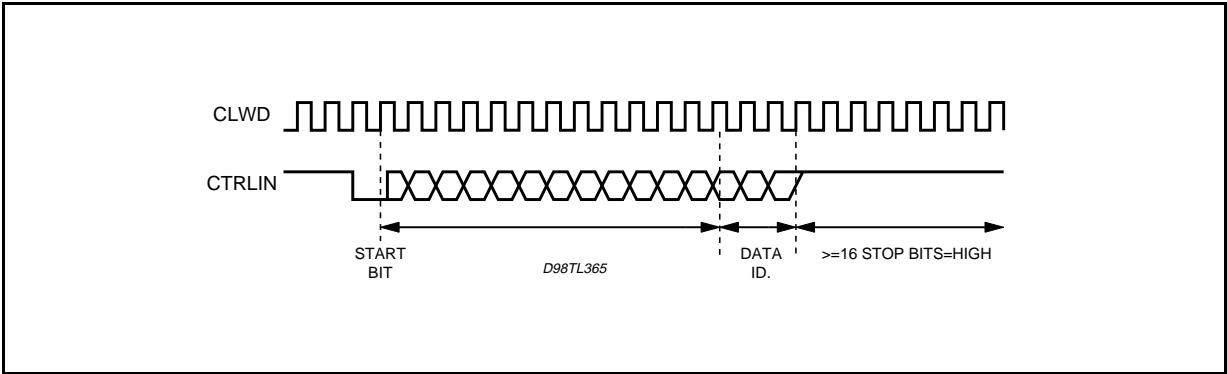 CLWD
CTRLIN
START
BIT
D98TL365
DATA
ID.
>=16 STOP BITS=HIGH